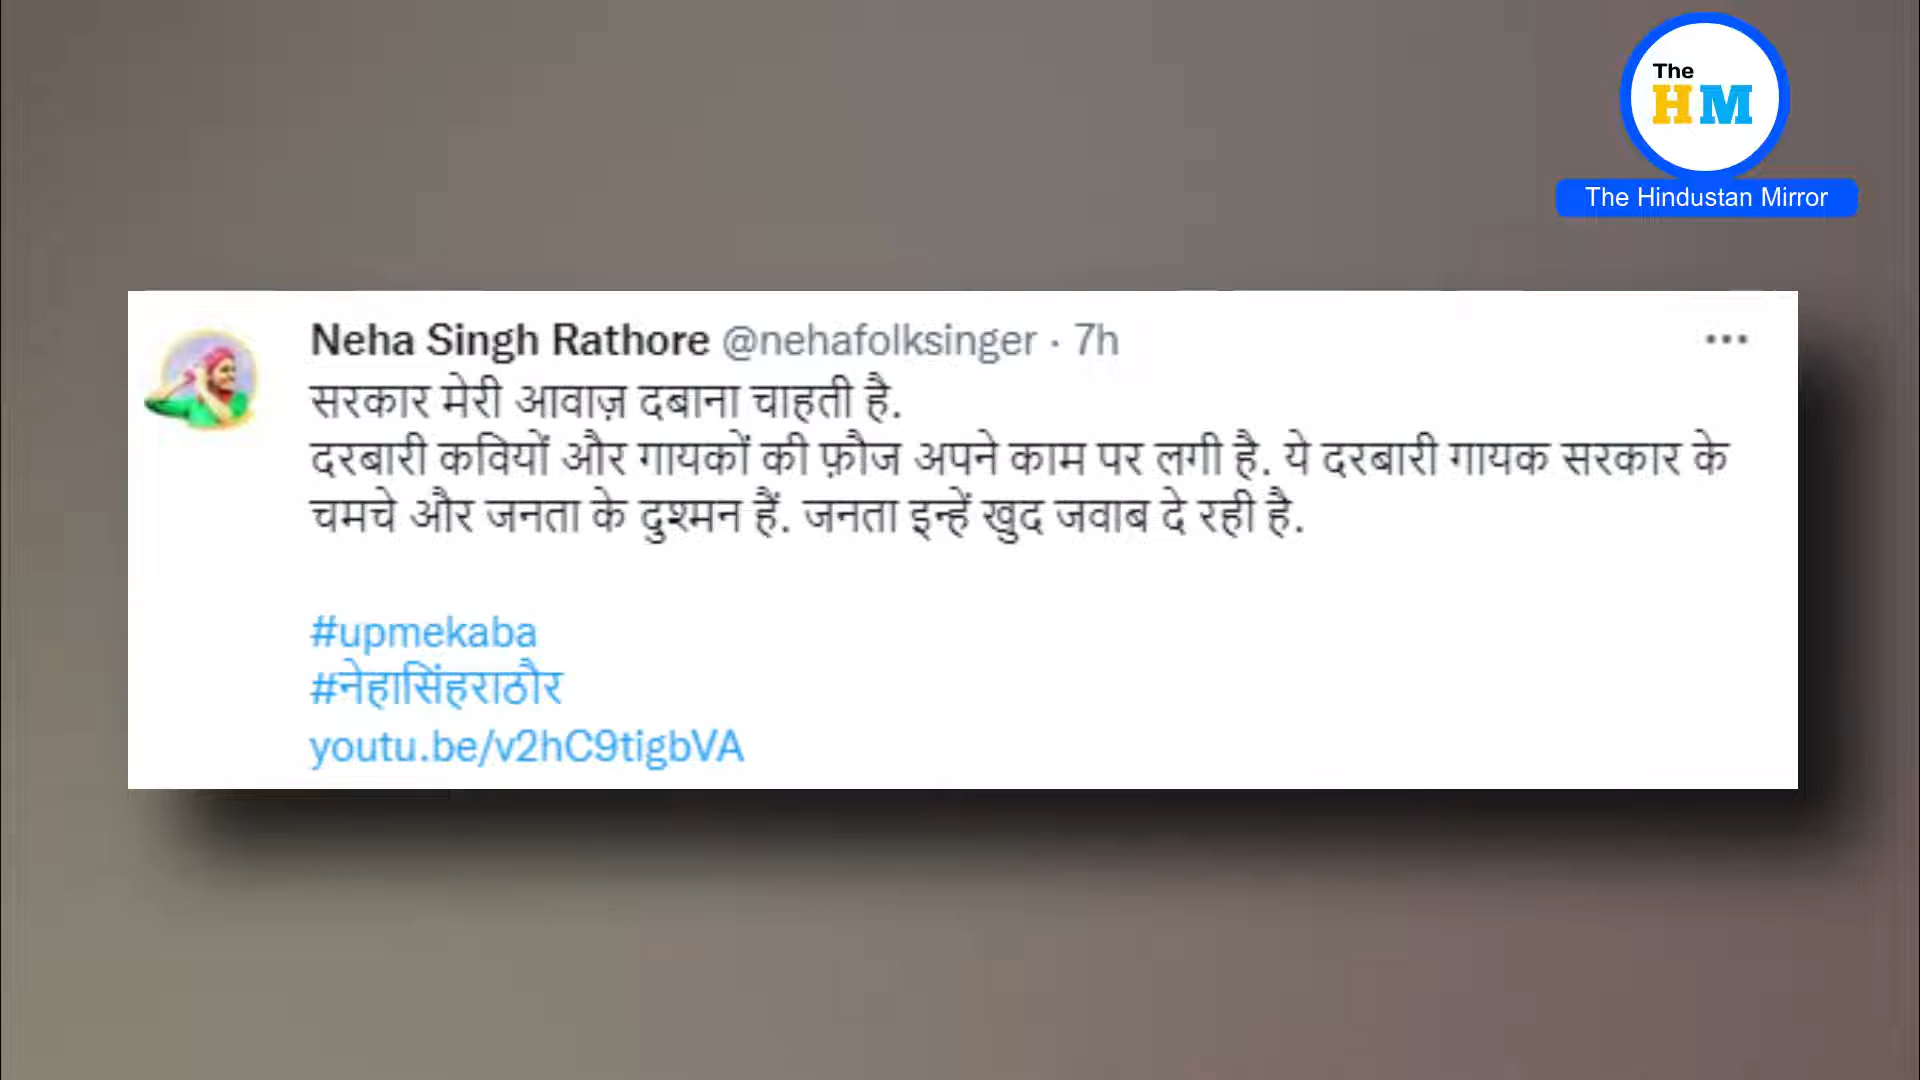 The
HM
The Hindustan Mirror
Neha Singh Rathore @nehafolksinger · 7h
सरकार मेरी आवाज़ दबाना चाहती है.
दरबारी कवियों और गायकों की फ़ौज अपने काम पर लगी है. ये दरबारी गायक सरकार के
चमचे और जनता के दुश्मन हैं. जनता इन्हें खुद जवाब दे रही है.
#upmekaba
#नेहासिंहराठौर
youtu.be/v2hC9tigbVA